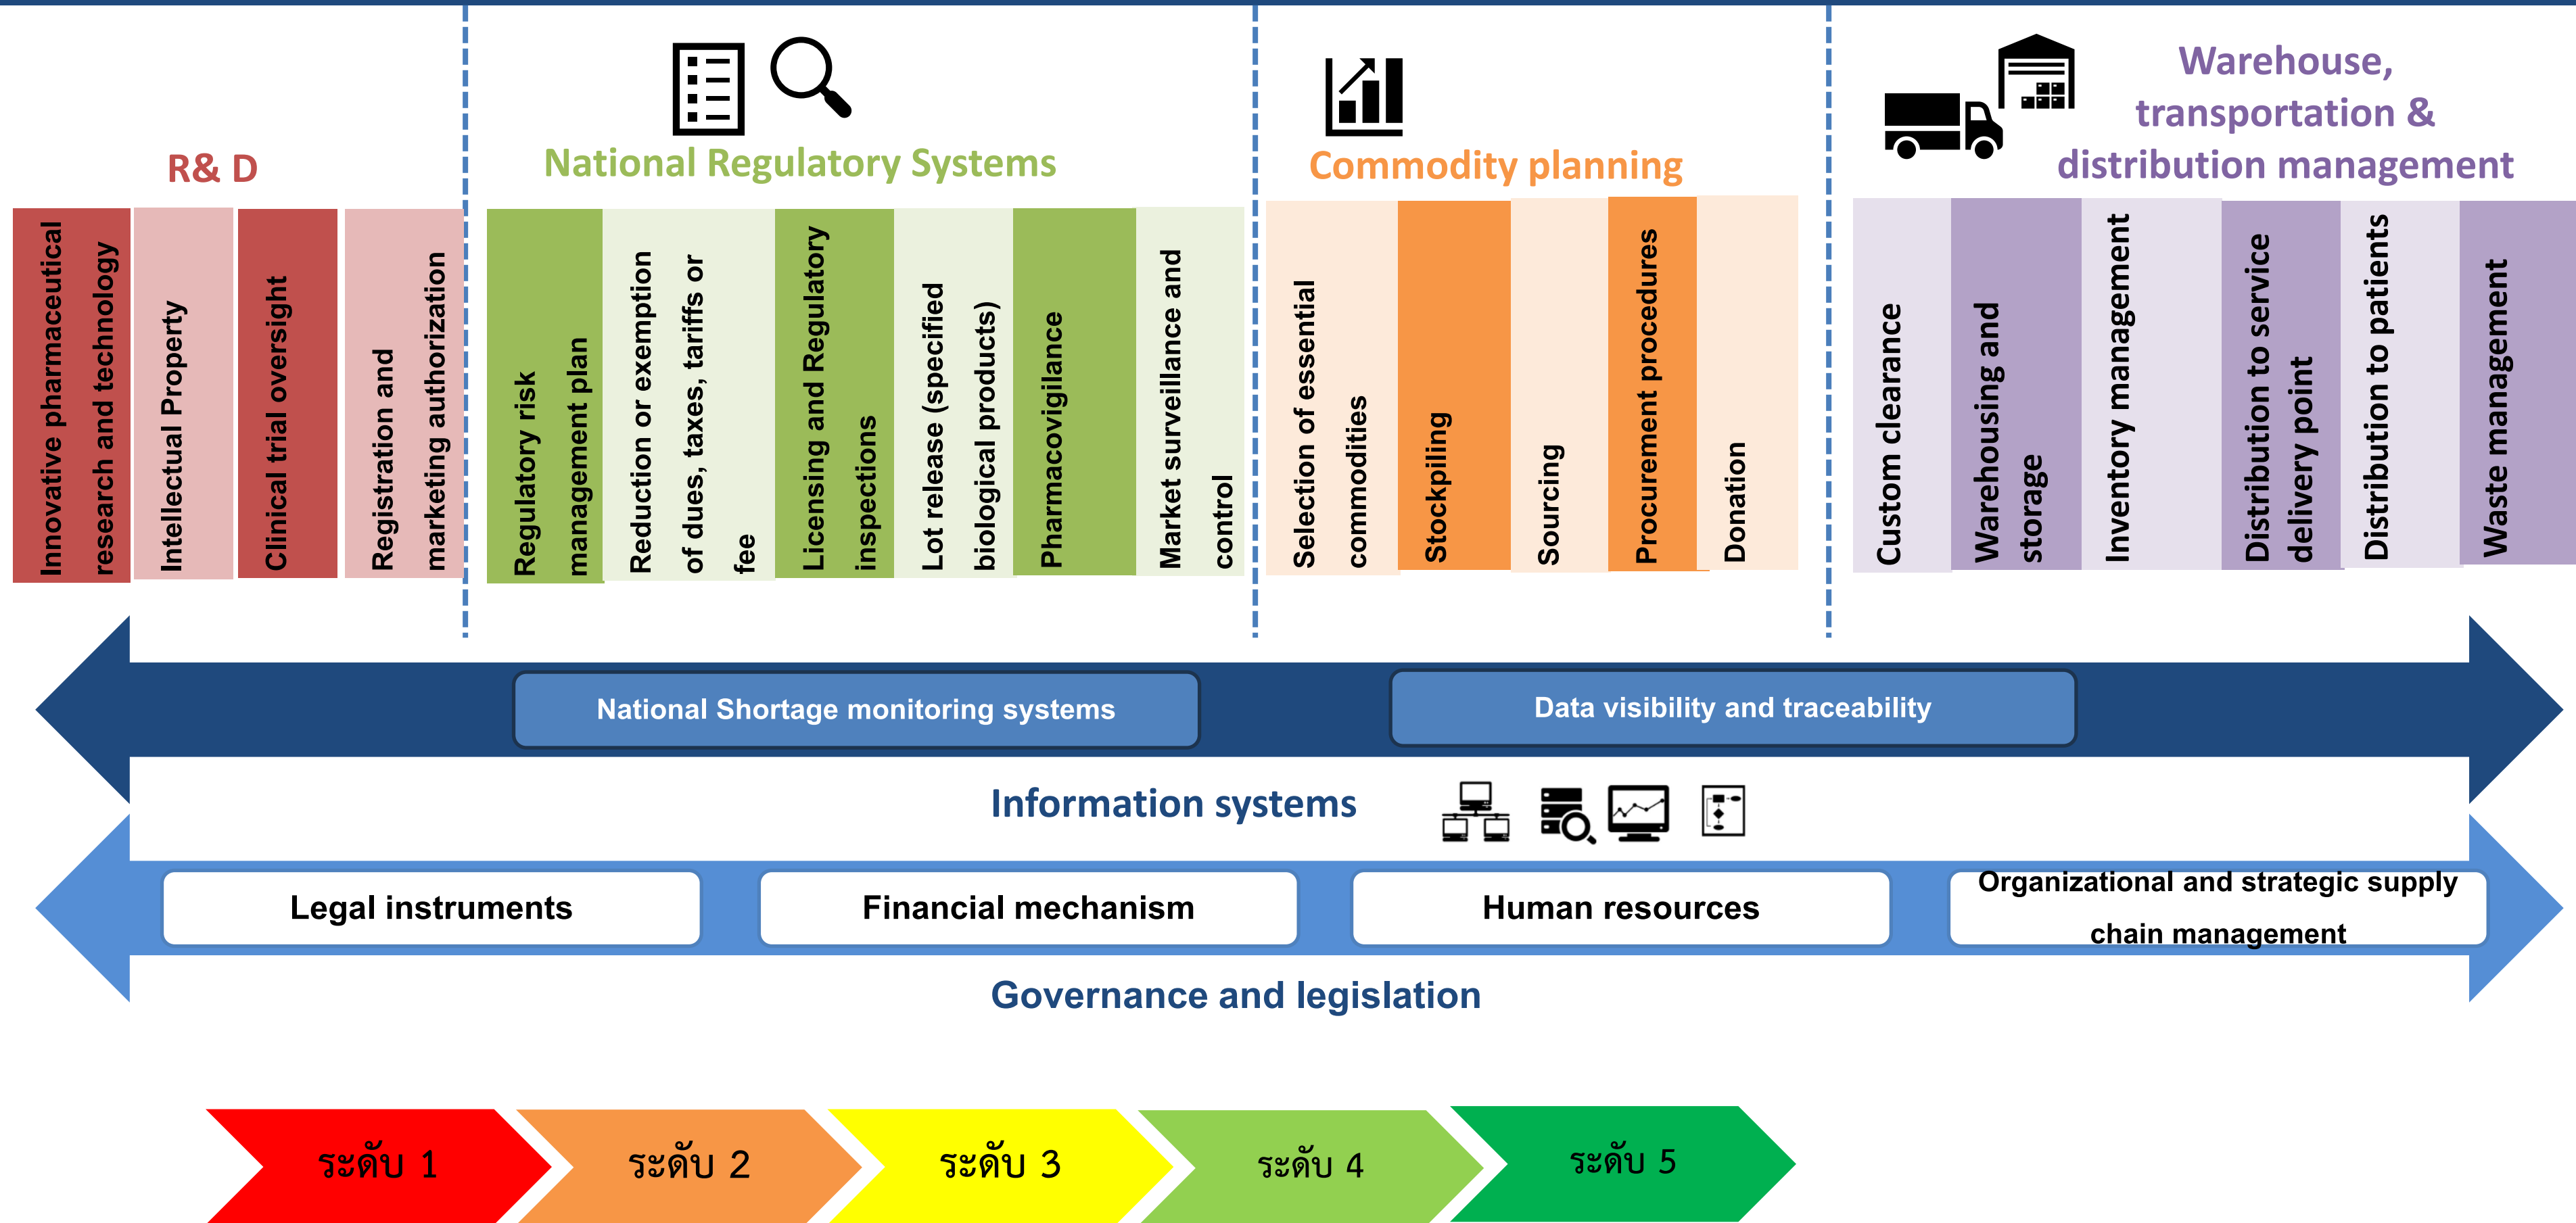 R& D
Innovative pharmaceutical
research and technology
Intellectual Property
Clinical trial oversight
Registration and
marketing authorization
National Regulatory Systems
Regulatory risk
management plan
Reduction or exemption
of dues, taxes, tariffs or
fee
Licensing and Regulatory
inspections
Lot release (specified
biological products)
Pharmacovigilance
Market surveillance and
control
Commodity planning
Selection of essential
commodities
Stockpiling
Sourcing
Procurement procedures
Donation
Warehouse,
transportation &
distribution management
Custom clearance
Warehousing and
storage
Inventory management
Distribution to service
delivery point
Distribution to patients
Waste management
National Shortage monitoring systems
Data visibility and traceability
Information systems
Legal instruments
Financial mechanism
Human resources
Organizational and strategic supply
chain management
Governance and legislation
ระดับ 1
ระดับ 2
ระดับ 3
ระดับ 4
ระดับ 5